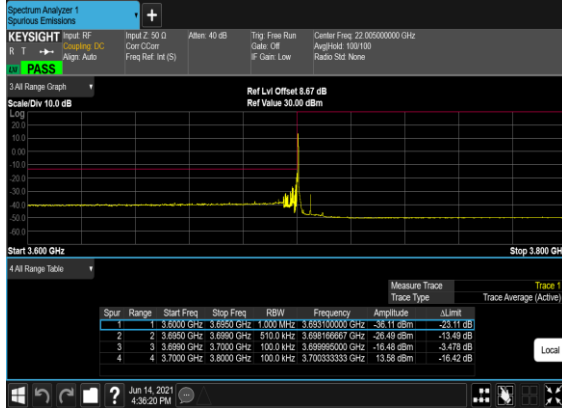 Spectrum Analyzer 1
Spurious Emissions
+
KEYSIGHT
R T
PASS
Input: RF
Coupling: DC
Align: Auto
Input Z: 50 Ω
Corr CCorr
Freq Ref: Int (S)
Atten: 40 dB
Trig: Free Run
Gate: Off
IF Gain: Low
Center Freq: 22.005000000 GHz
Avg|Hold: 100/100
Radio Std: None
3 All Range Graph
Scale/Div 10.0 dB
Ref Lvl Offset 8.67 dB
Ref Value 30.00 dBm
Log
20.0
10.0
0.00
-10.0
-20.0
-30.0
-40.0
-50.0
-60.0
Start 3.600 GHz
Stop 3.800 GH
4 All Range Table
Measure Trace Trace 1
Trace Type Trace Average (Active)
Spur Range Start Freq Stop Freq RBW Frequency Amplitude ΔLimit
1 1 3.6000 GHz 3.6950 GHz 1.000 MHz 3.693100000 GHz -36.11 dBm -23.11 dB
2 2 3.6950 GHz 3.6990 GHz 510.0 kHz 3.698166667 GHz -26.49 dBm -13.49 dB
3 3 3.6990 GHz 3.7000 GHz 100.0 kHz 3.699995000 GHz -16.48 dBm -3.478 dB
4 4 3.7000 GHz 3.8000 GHz 100.0 kHz 3.700333333 GHz 13.58 dBm -16.42 dB
Local
?
Jun 14, 2021
4:36:20 PM